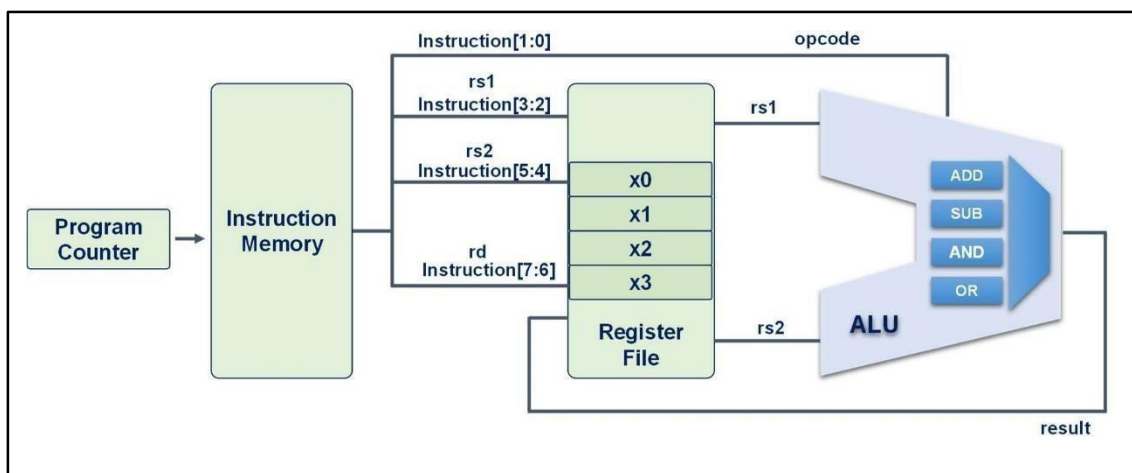 Instruction[1:0]
opcode
rs1
Instruction[3:2]
rs1
rs2
Instruction[5:4]
x0
x1
x2
x3
Program
Counter
Instruction
Memory
rd
Instruction[7:6]
Register
File
rs2
ADD
SUB
AND
OR
ALU
result